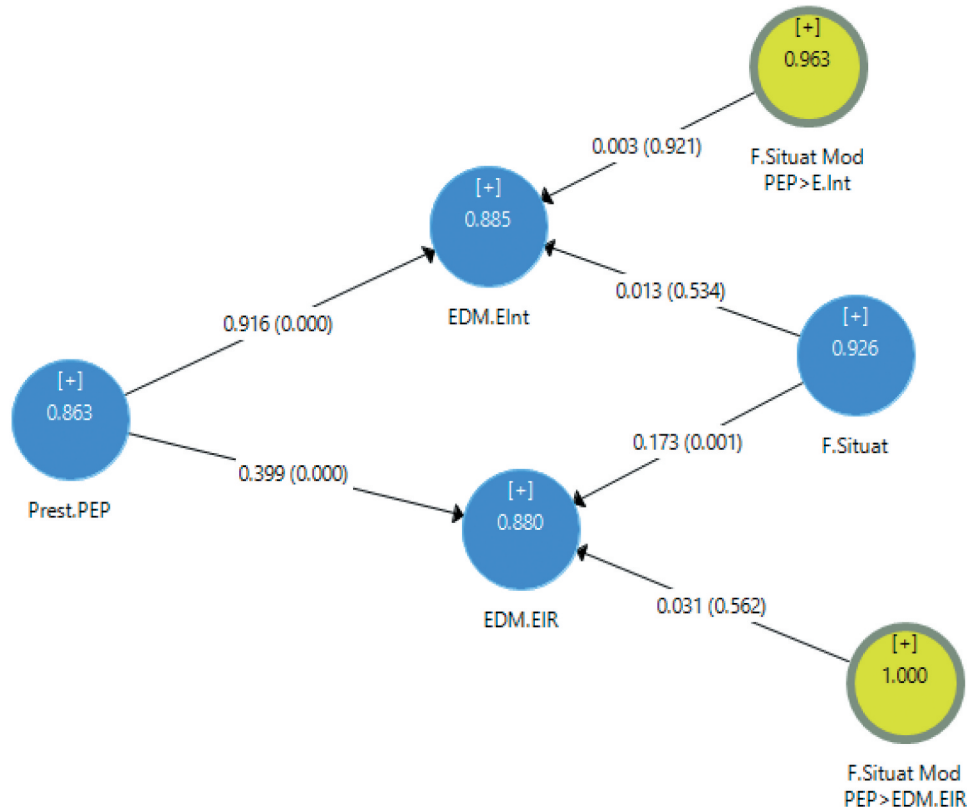 [+]
0.963
F.Situat Mod
PEP>E.Int
0.003 (0.921)
[+]
0.885
EDM.EInt
0.013 (0.534)
[+]
0.926
F.Situat
0.916 (0.000)
[+]
0.863
Prest.PEP
0.173 (0.001)
0.399 (0.000)
[+]
0.880
EDM.EIR
0.031 (0.562)
[+]
1.000
F.Situat Mod
PEP>EDM.EIR